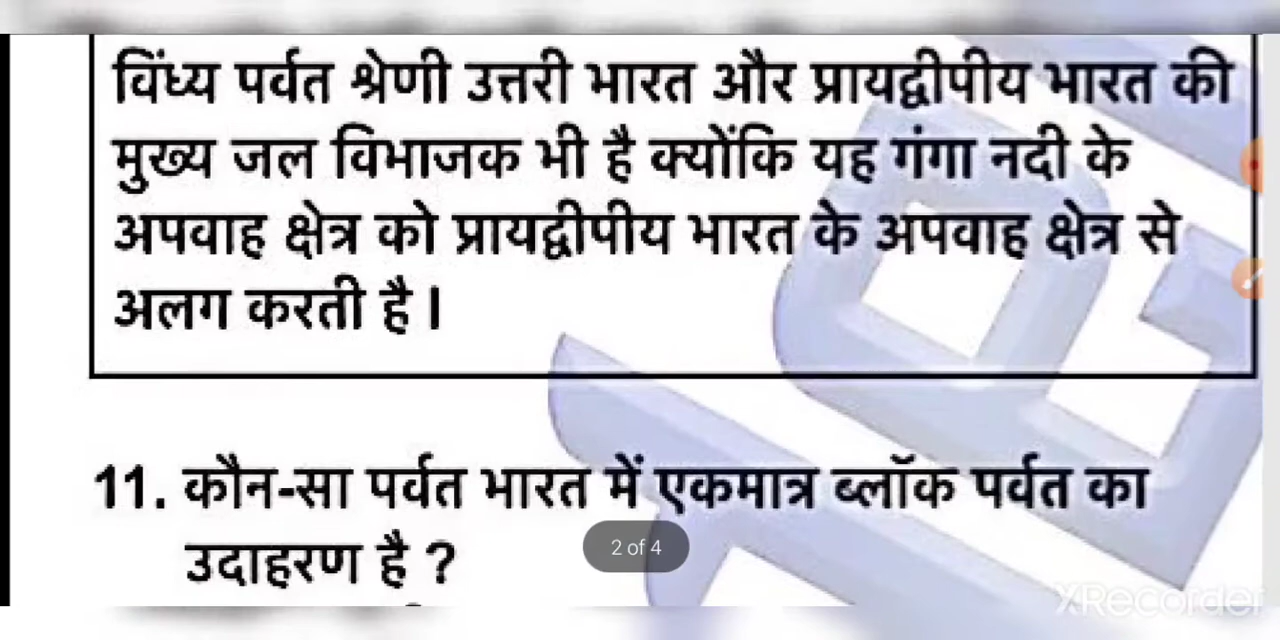 विंध्य पर्वत श्रेणी उत्तरी भारत और प्रायद्वीपीय भारत की
मुख्य जल विभाजक भी है क्योंकि यह गंगा नदी के
अपवाह क्षेत्र को प्रायद्वीपीय भारत के अपवाह क्षेत्र से
अलग करती है।
11. कौन-सा पर्वत भारत में एकमात्र ब्लॉक पर्वत का
उदाहरण है ?
2 of 4
XRecorder